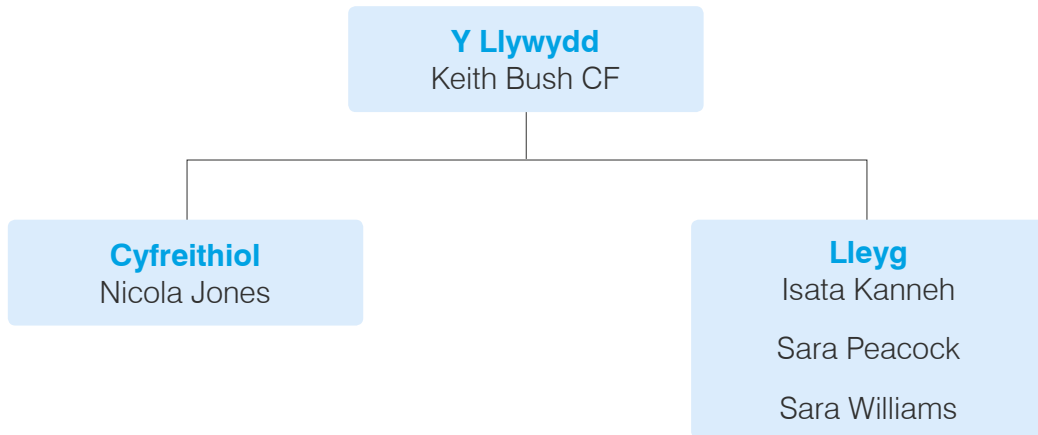 Y Llywydd
Keith Bush CF
Cyfreithiol
Nicola Jones
Lleyg
Isata Kanneh
Sara Peacock
Sara Williams